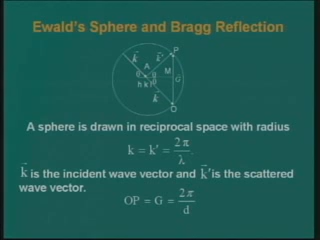 Ewald's Sphere and Bragg Reflection
P
k⃗ k⃗′
A M
θ θ G⃗
h k l
k⃗
O
A sphere is drawn in reciprocal space with radius
k = k′ = 2π/λ.
k⃗ is the incident wave vector and k⃗′ is the scattered
wave vector.
OP = G = 2π/d